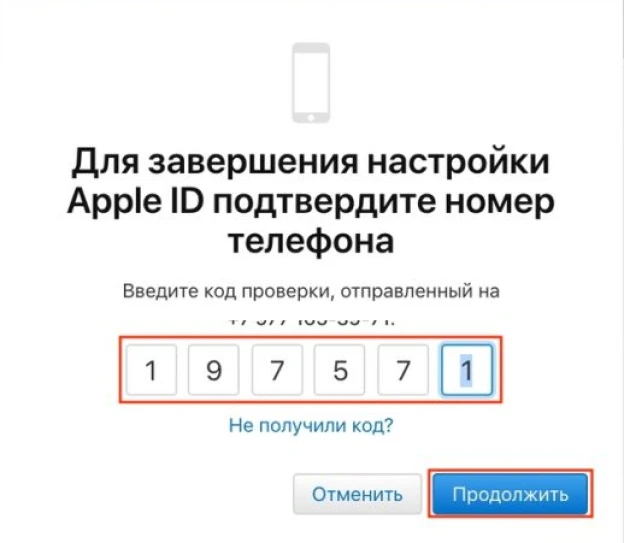 Для завершения настройки
Apple ID подтвердите номер
телефона
Введите код проверки, отправленный на
1 9 7 5 7 1
Не получили код?
Отменить Продолжить